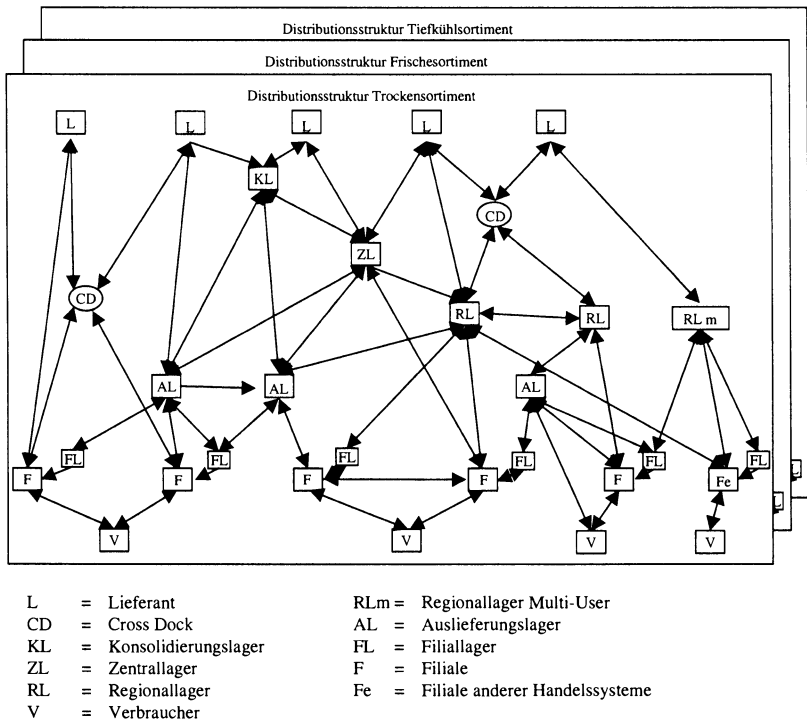 Distributionsstruktur Tiefkühlsortiment
Distributionsstruktur Frischesortiment
Distributionsstruktur Trockensortiment
L L L L L
KL
CD
ZL
CD
RL RL RL m
AL AL AL
FL FL FL FL FL FL
F F F F F Fe
L
L
V V V V
L = Lieferant
CD = Cross Dock
KL = Konsolidierungslager
ZL = Zentrallager
RL = Regionallager
V = Verbraucher
RLm = Regionallager Multi-User
AL = Auslieferungslager
FL = Filiallager
F = Filiale
Fe = Filiale anderer Handelssysteme